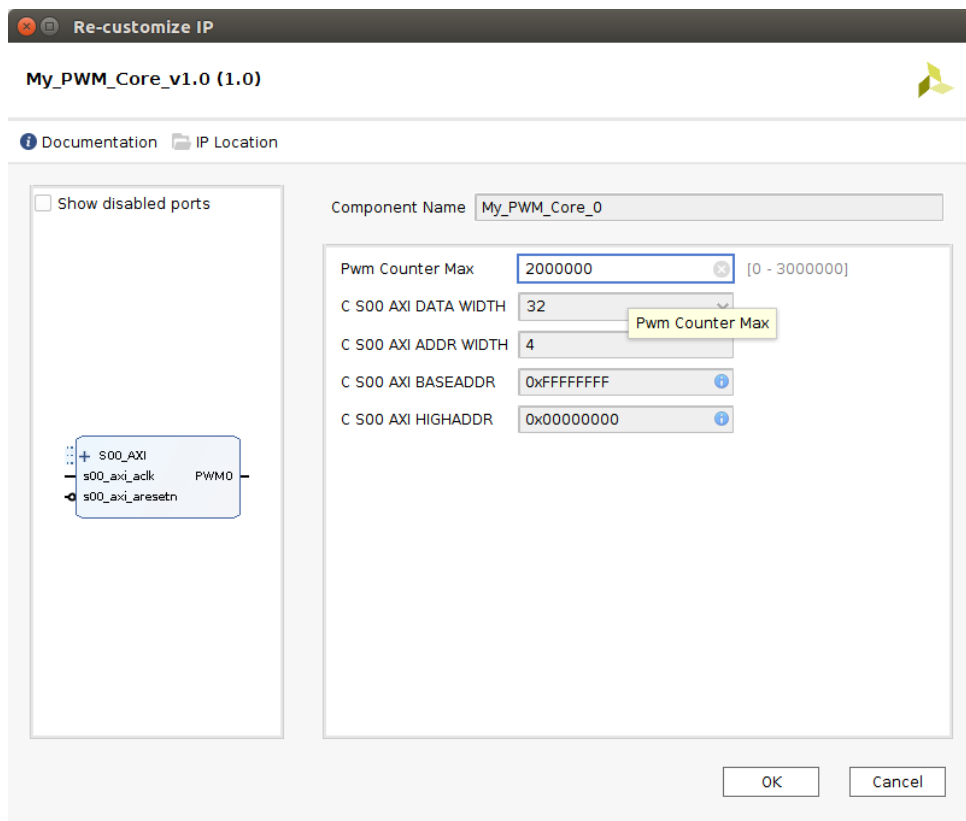 Re-customize IP
My_PWM_Core_v1.0 (1.0)
Documentation IP Location
Show disabled ports
S00_AXI
s00_axi_aclk PWM0
s00_axi_aresetn
Component Name My_PWM_Core_0
Pwm Counter Max 2000000 [0 - 3000000]
C S00 AXI DATA WIDTH 32
Pwm Counter Max
C S00 AXI ADDR WIDTH 4
C S00 AXI BASEADDR 0xFFFFFFFF
C S00 AXI HIGHADDR 0x00000000
OK Cancel